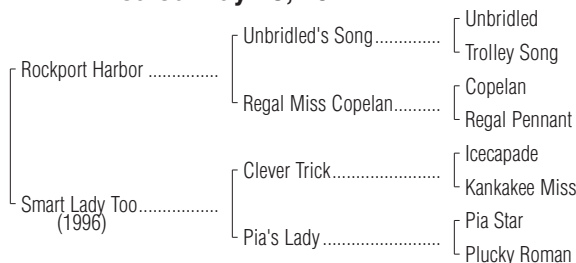 Unbridled
Unbridled's Song..............
Trolley Song
Rockport Harbor ...............
Copelan
Regal Miss Copelan..........
Regal Pennant
Icecapade
Clever Trick......................
Kankakee Miss
Smart Lady Too.................
(1996)
Pia Star
Pia's Lady ........................
Plucky Roman